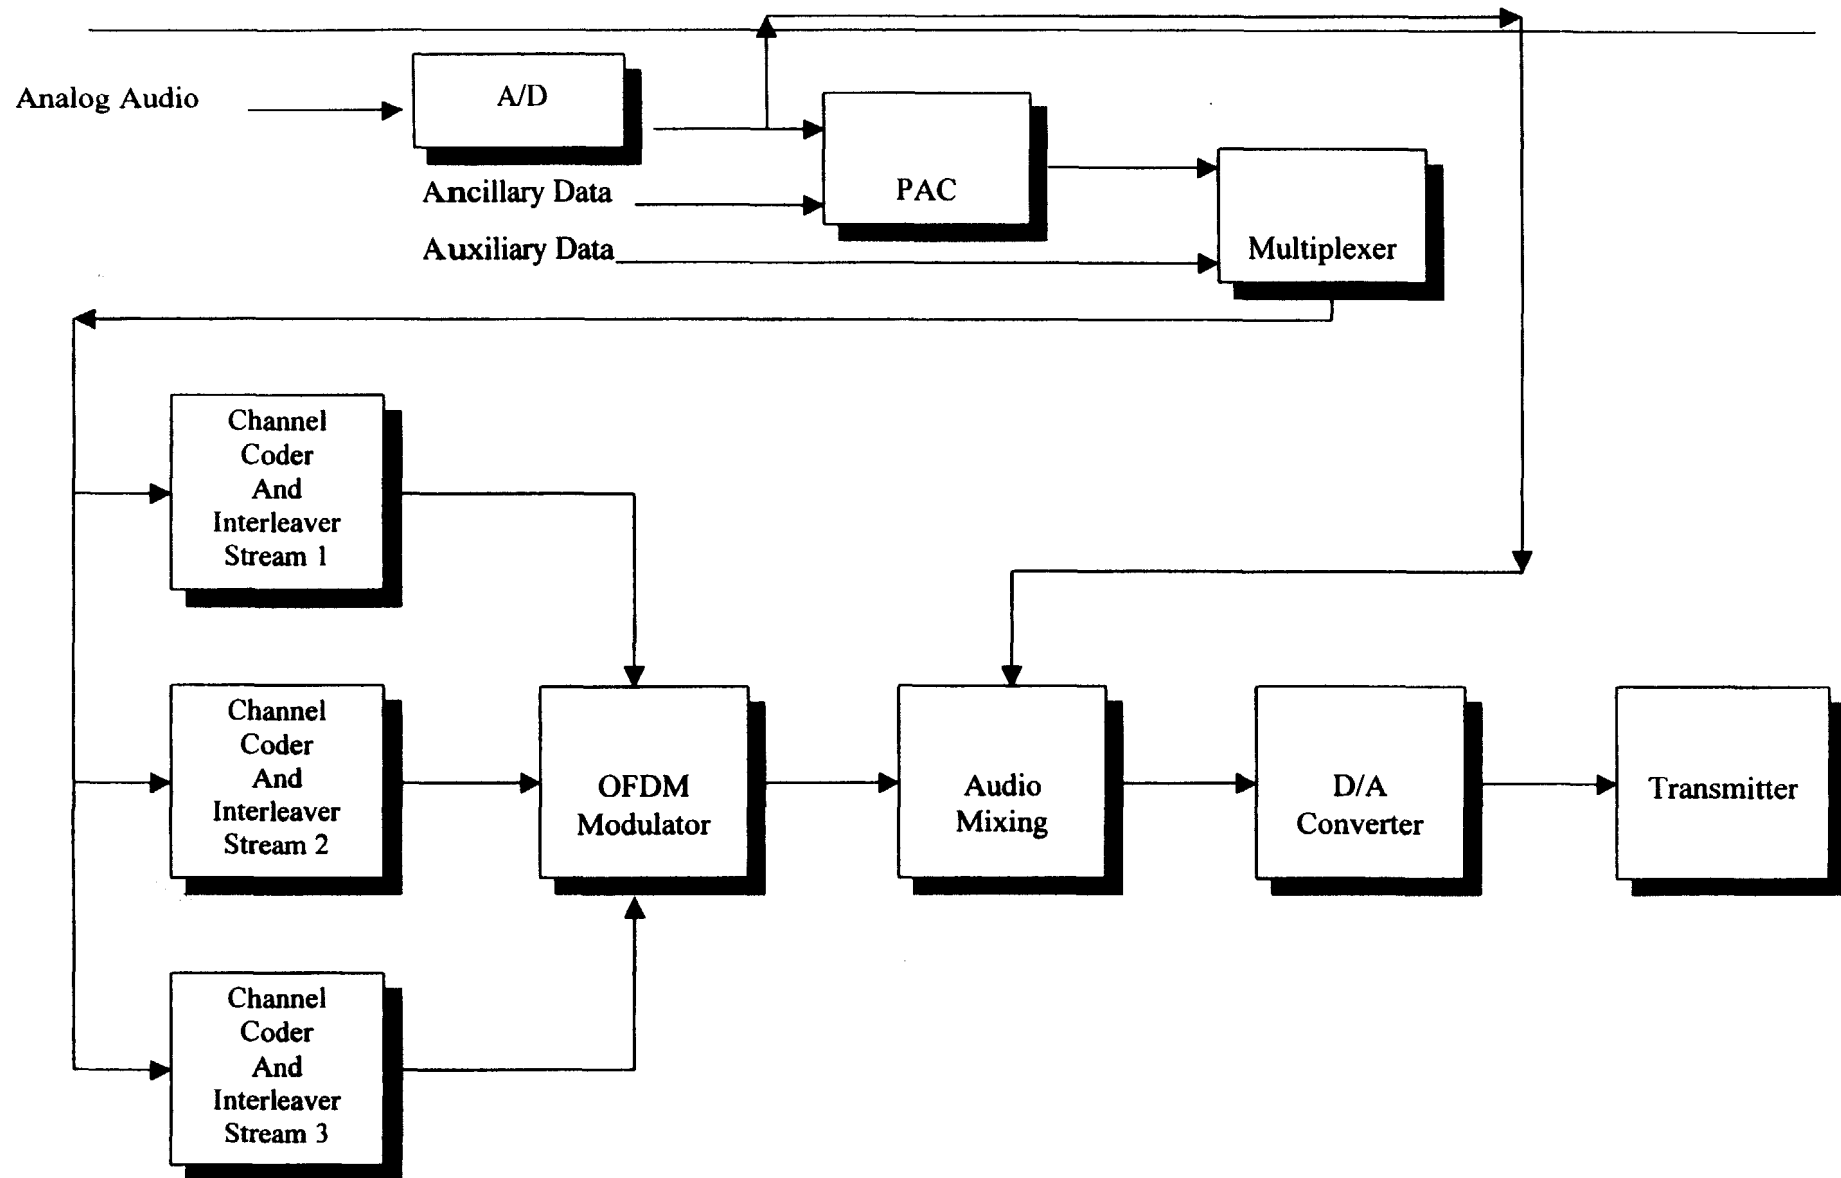 Analog Audio
A/D
Ancillary Data
PAC
Auxiliary Data
Multiplexer
Channel
Coder
And
Interleaver
Stream 1
Channel
Coder
And
Interleaver
Stream 2
OFDM
Modulator
Audio
Mixing
D/A
Converter
Transmitter
Channel
Coder
And
Interleaver
Stream 3